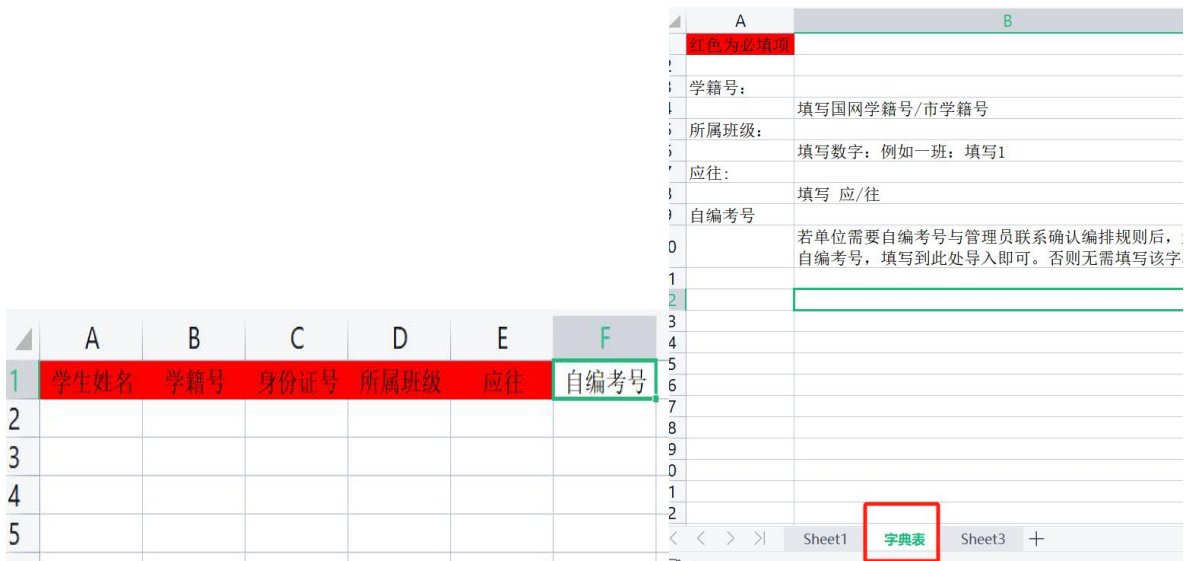 A B C D E F
1 学生姓名 学籍号 身份证号 所属班级 应往 自编考号
2
3
4
5
A B
红色为必填项
学籍号:
填写国网学籍号/市学籍号
所属班级:
填写数字: 例如一班: 填写1
应往:
填写 应/往
自编考号
若单位需要自编考号与管理员联系确认编排规则后,
自编考号, 填写到此处导入即可。否则无需填写该字
Sheet1 字典表 Sheet3